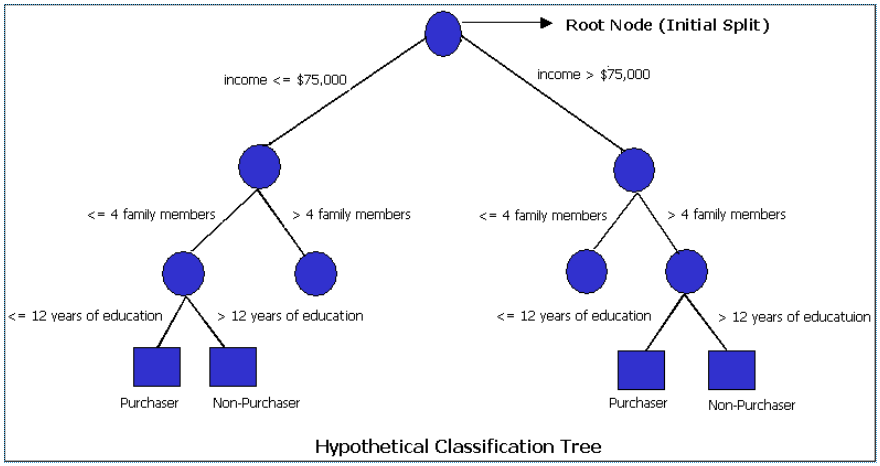 Root Node (Initial Split)
income <= $75,000
income > $75,000
<= 4 family members
> 4 family members
<= 4 family members
> 4 family members
<= 12 years of education
> 12 years of education
<= 12 years of education
> 12 years of educatuion
Purchaser
Non-Purchaser
Purchaser
Non-Purchaser
Hypothetical Classification Tree